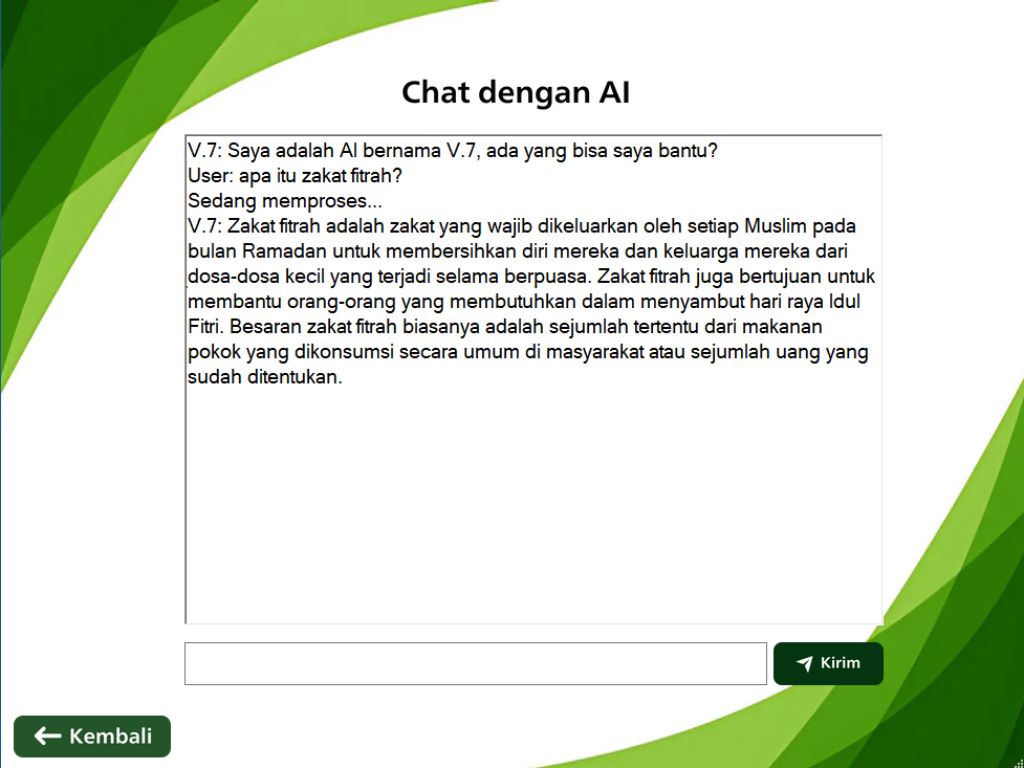 Chat dengan AI
V.7: Saya adalah AI bernama V.7, ada yang bisa saya bantu?
User: apa itu zakat fitrah?
Sedang memproses...
V.7: Zakat fitrah adalah zakat yang wajib dikeluarkan oleh setiap Muslim pada
bulan Ramadan untuk membersihkan diri mereka dan keluarga mereka dari
dosa-dosa kecil yang terjadi selama berpuasa. Zakat fitrah juga bertujuan untuk
membantu orang-orang yang membutuhkan dalam menyambut hari raya Idul
Fitri. Besaran zakat fitrah biasanya adalah sejumlah tertentu dari makanan
pokok yang dikonsumsi secara umum di masyarakat atau sejumlah uang yang
sudah ditentukan.
Kirim
Kembali